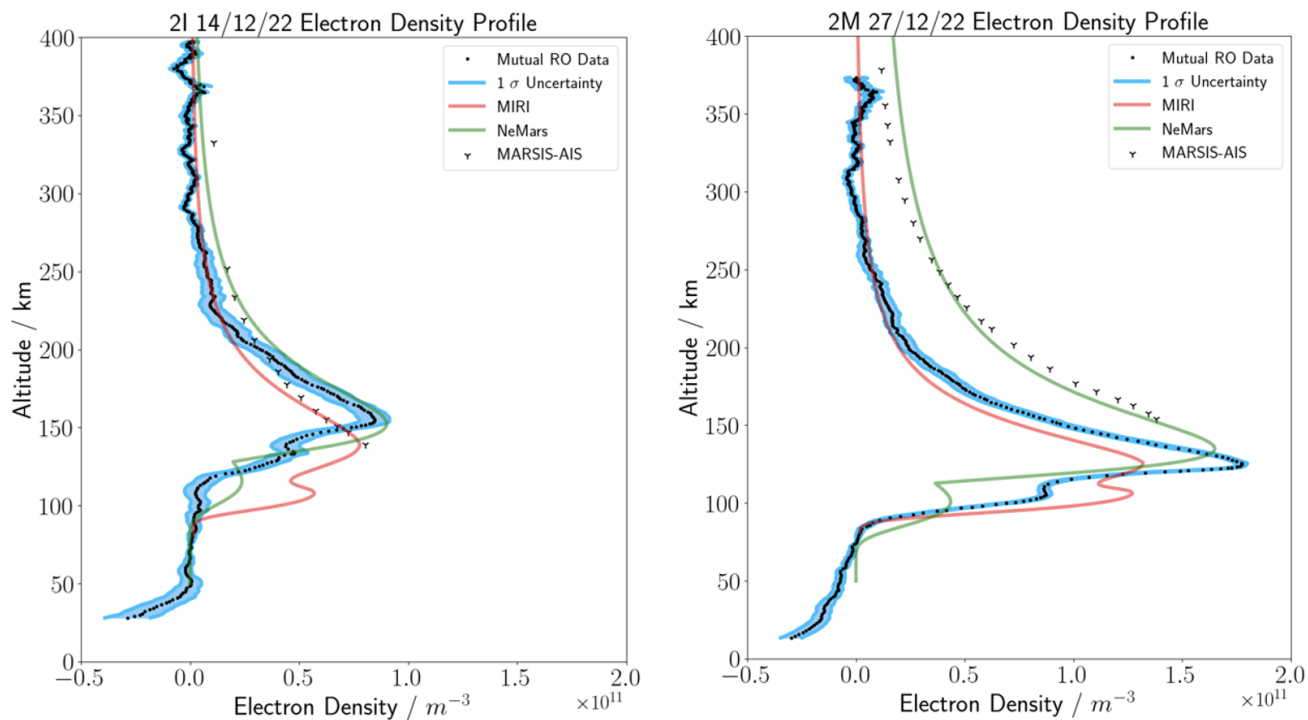 2I 14/12/22 Electron Density Profile
400
350
300
250
200
150
100
50
0
Altitude / km
−0.5
0.0
0.5
1.0
1.5
2.0
×10¹¹
Electron Density / m⁻³
Mutual RO Data
1 σ Uncertainty
MIRI
NeMars
MARSIS-AIS
2M 27/12/22 Electron Density Profile
400
350
300
250
200
150
100
50
0
Altitude / km
−0.5
0.0
0.5
1.0
1.5
2.0
×10¹¹
Electron Density / m⁻³
Mutual RO Data
1 σ Uncertainty
MIRI
NeMars
MARSIS-AIS